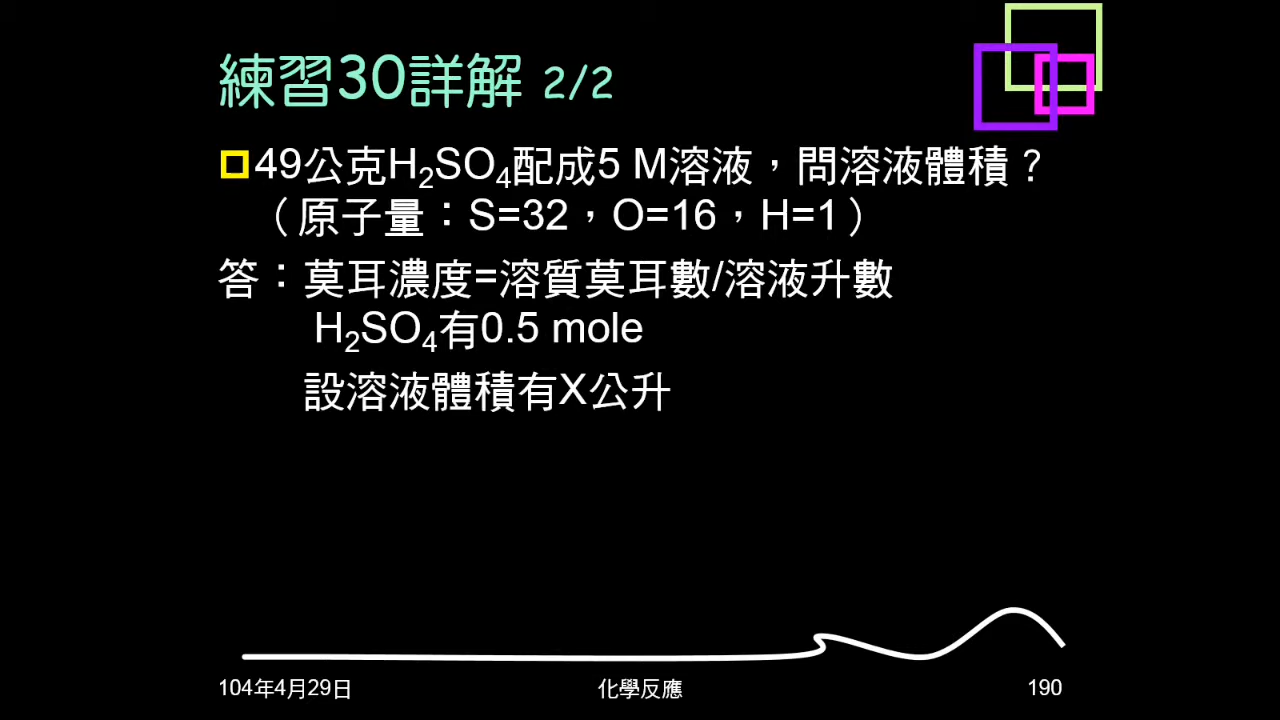 練習30詳解 2/2
49公克H₂SO₄配成5 M溶液，問溶液體積？
（原子量：S=32，O=16，H=1）
答：莫耳濃度=溶質莫耳數/溶液升數
H₂SO₄有0.5 mole
設溶液體積有X公升
104年4月29日
化學反應
190